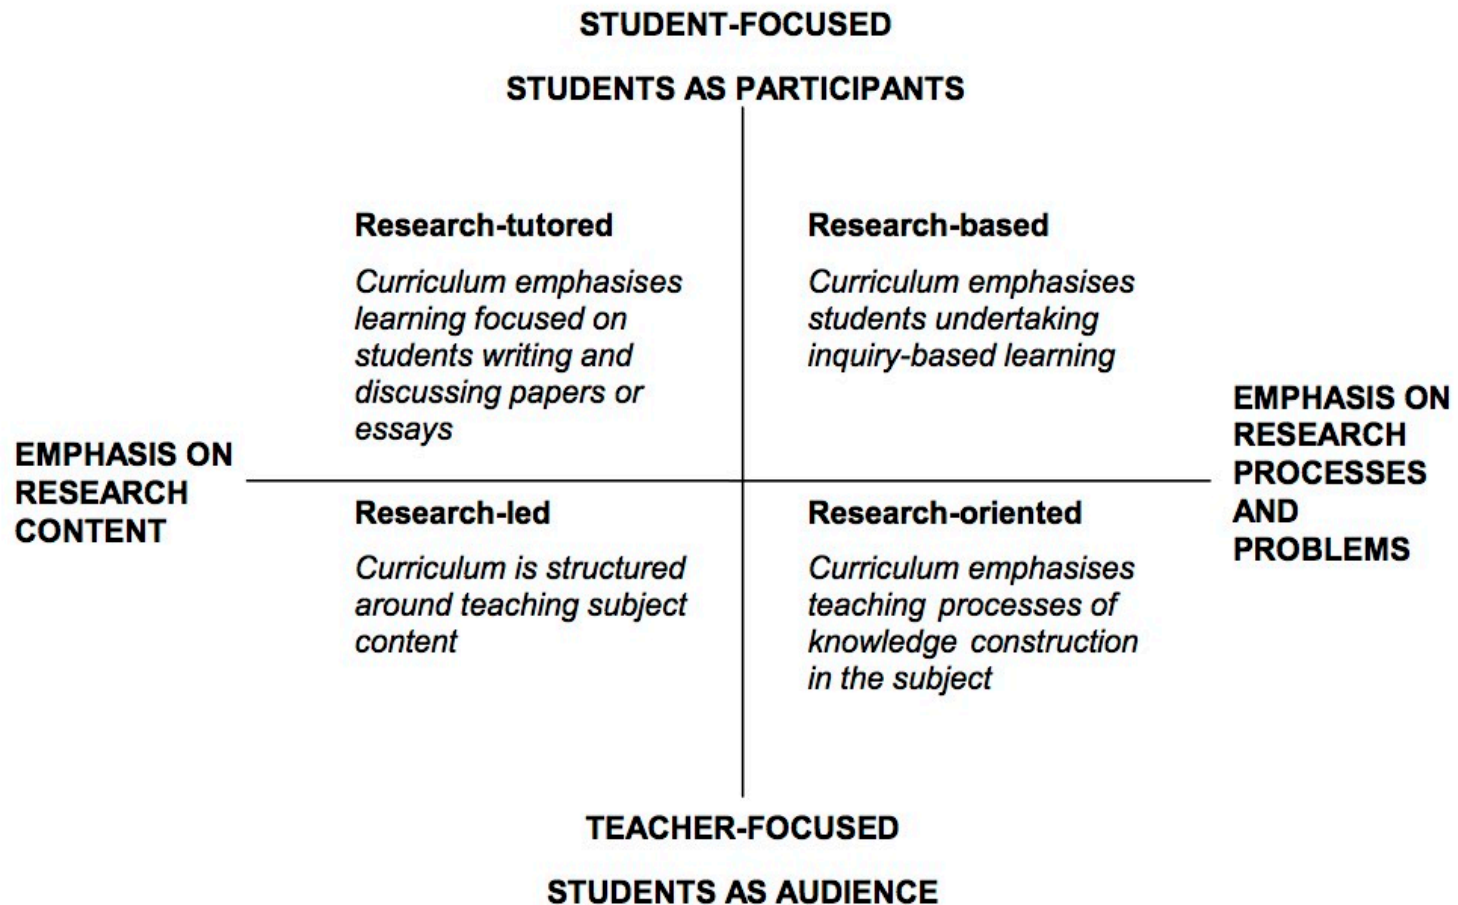 STUDENT-FOCUSED
STUDENTS AS PARTICIPANTS
Research-tutored
Curriculum emphasises
learning focused on
students writing and
discussing papers or
essays
Research-based
Curriculum emphasises
students undertaking
inquiry-based learning
EMPHASIS ON
RESEARCH
CONTENT
EMPHASIS ON
RESEARCH
PROCESSES
AND
PROBLEMS
Research-led
Curriculum is structured
around teaching subject
content
Research-oriented
Curriculum emphasises
teaching processes of
knowledge construction
in the subject
TEACHER-FOCUSED
STUDENTS AS AUDIENCE